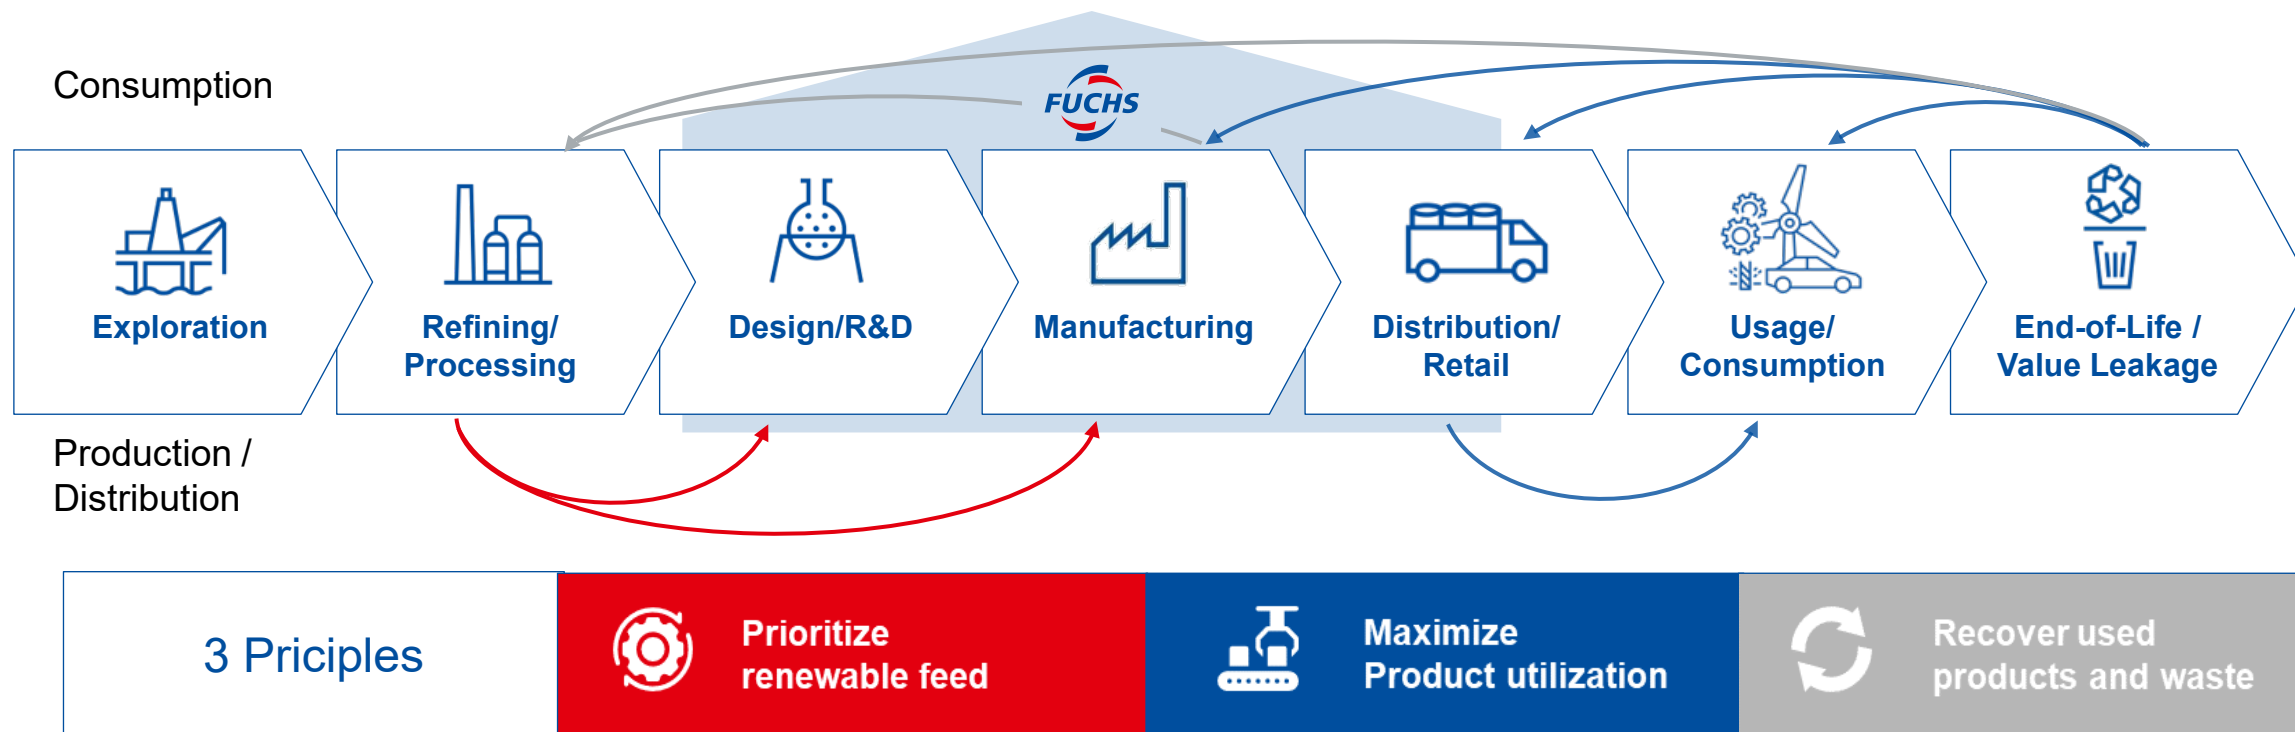 Consumption
FUCHS
Exploration
Refining/
Processing
Design/R&D
Manufacturing
Distribution/
Retail
Usage/
Consumption
End-of-Life /
Value Leakage
Production /
Distribution
3 Priciples
Prioritize
renewable feed
Maximize
Product utilization
Recover used
products and waste